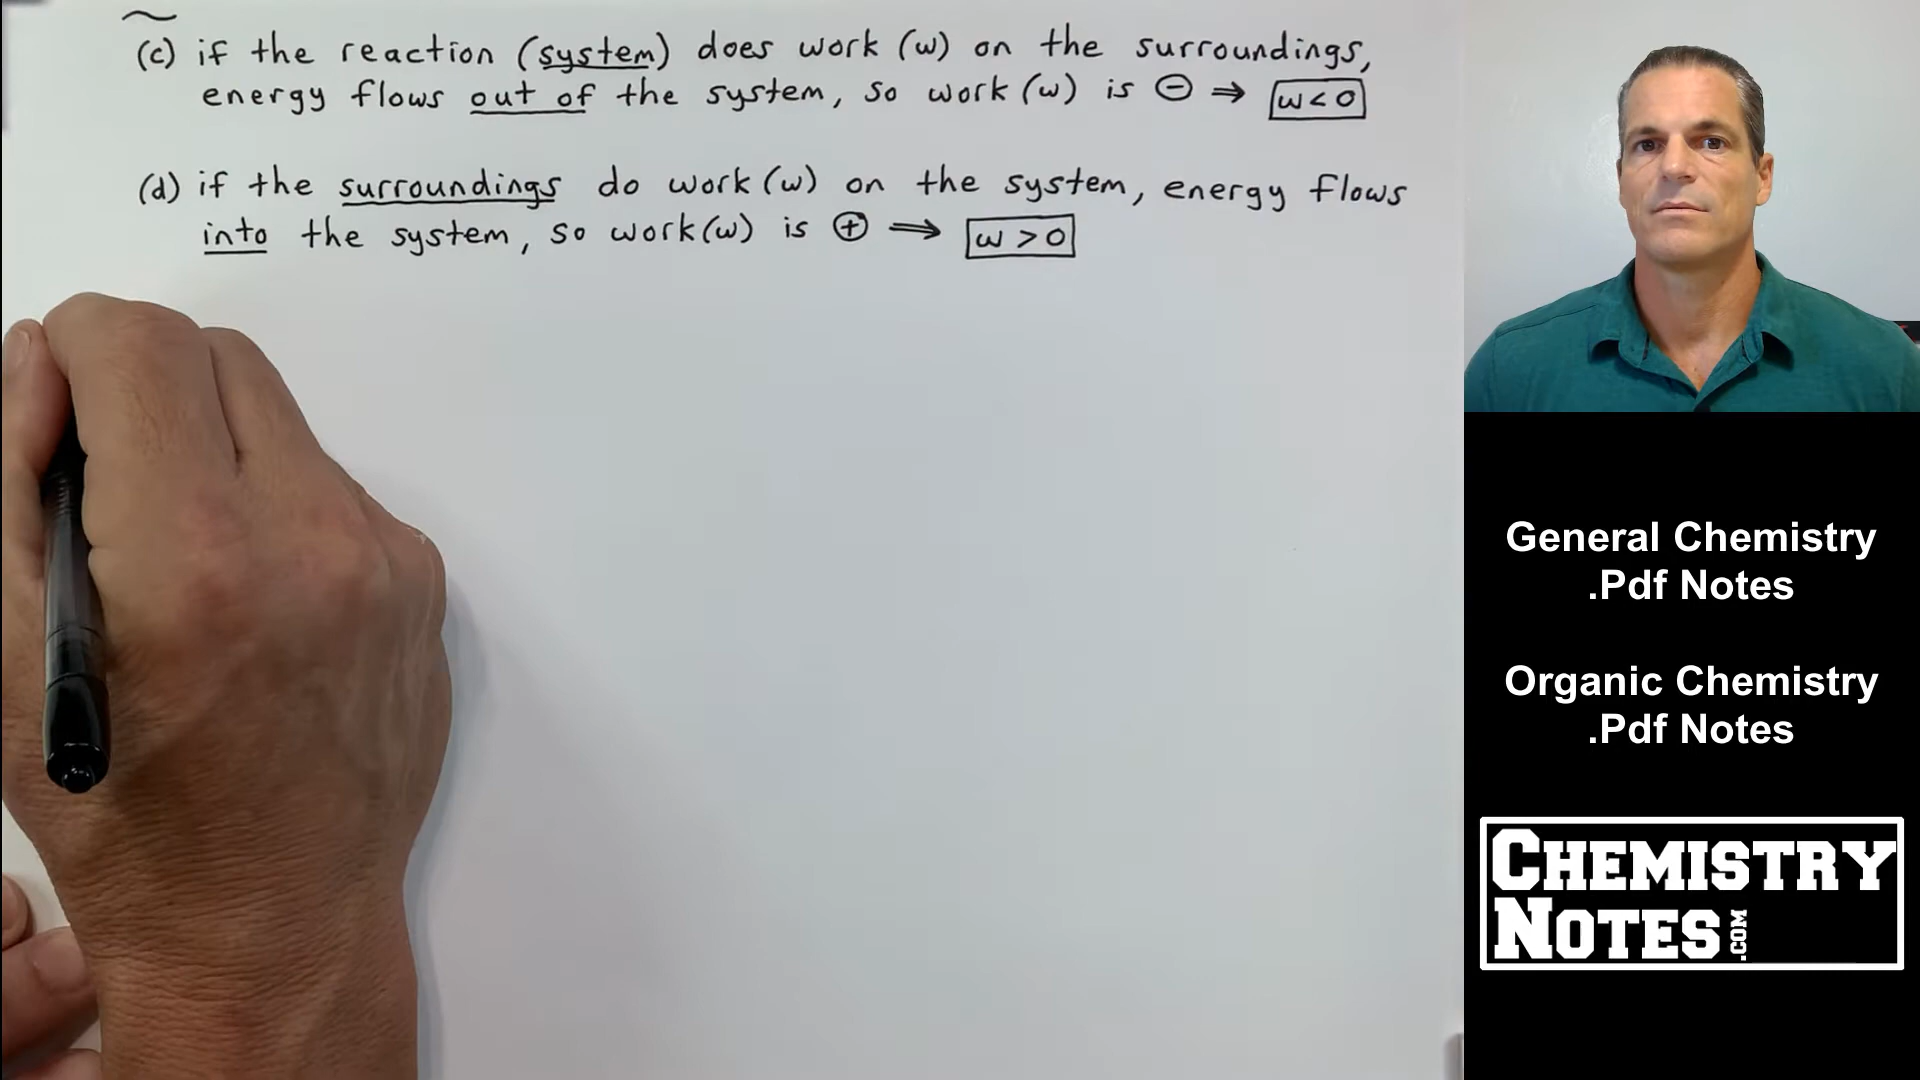 (c) if the reaction (system) does work (w) on the surroundings,
energy flows out of the system, so work (w) is ⊖ ⇒ w < 0
(d) if the surroundings do work (w) on the system, energy flows
into the system, so work (w) is ⊕ ⟹ w > 0
General Chemistry
.Pdf Notes
Organic Chemistry
.Pdf Notes
CHEMISTRY
NOTES.COM